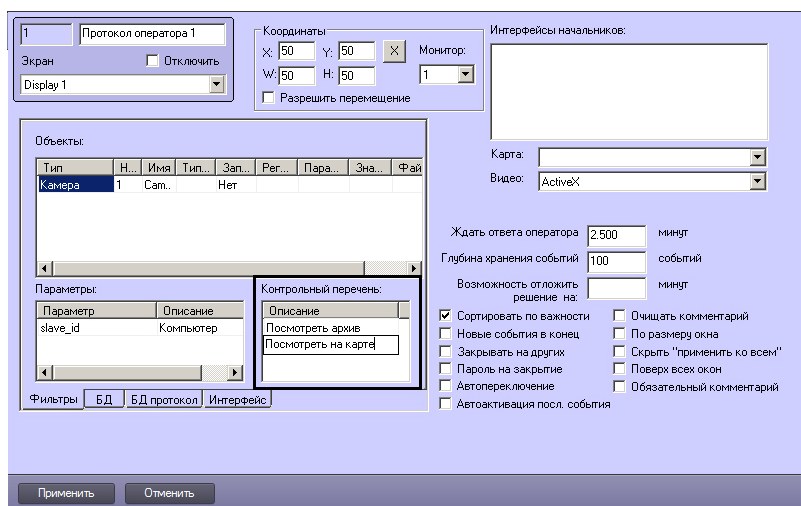 1 Протокол оператора 1
Экран Отключить
Display 1
Координаты
X: 50 Y: 50 X Монитор:
W: 50 H: 50 1
Разрешить перемещение
Интерфейсы начальников:
Карта:
Видео: ActiveX
Объекты:
Тип Н... Имя Тип... Зап... Рег... Пара... Зна... Фай
Камера 1 Cam.. Нет
Параметры:
Параметр Описание
slave_id Компьютер
Контрольный перечень:
Описание
Посмотреть архив
Посмотреть на карте
Фильтры БД БД протокол Интерфейс
Ждать ответа оператора 2.500 минут
Глубина хранения событий 100 событий
Возможность отложить
решение на: минут
Сортировать по важности Очищать комментарий
Новые события в конец По размеру окна
Закрывать на других Скрыть "применить ко всем"
Пароль на закрытие Поверх всех окон
Автопереключение Обязательный комментарий
Автоактивация посл. события
Применить Отменить